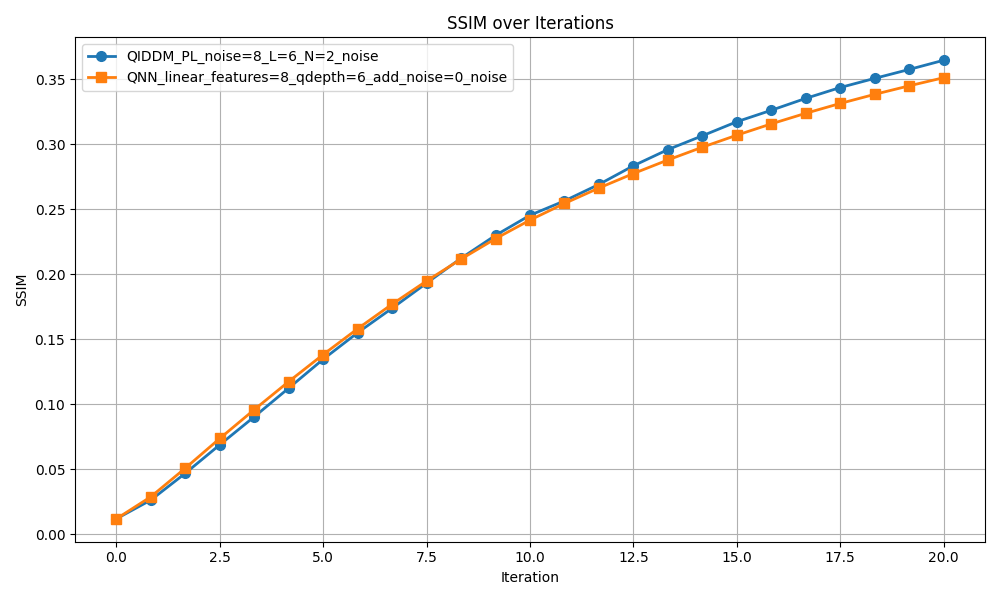 SSIM over Iterations
QIDDM_PL_noise=8_L=6_N=2_noise
QNN_linear_features=8_qdepth=6_add_noise=0_noise
SSIM
0.35
0.30
0.25
0.20
0.15
0.10
0.05
0.00
0.0 2.5 5.0 7.5 10.0 12.5 15.0 17.5 20.0
Iteration